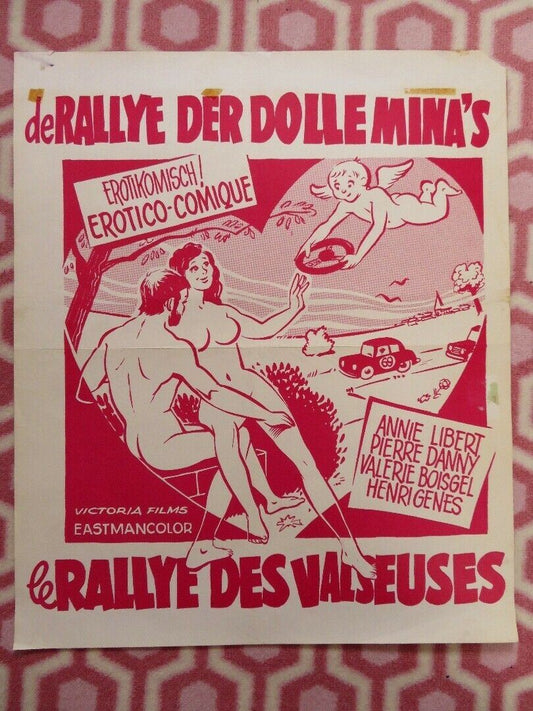 de RALLYE DER DOLLE MINA'S
EROTIKOMISCH!
EROTICO-COMIQUE
ANNIE LIBERT
PIERRE DANNY
VALERIE BOISGEL
HENRI GENES
VICTORIA FILMS
EASTMANCOLOR
le RALLYE DES VALSEUSES